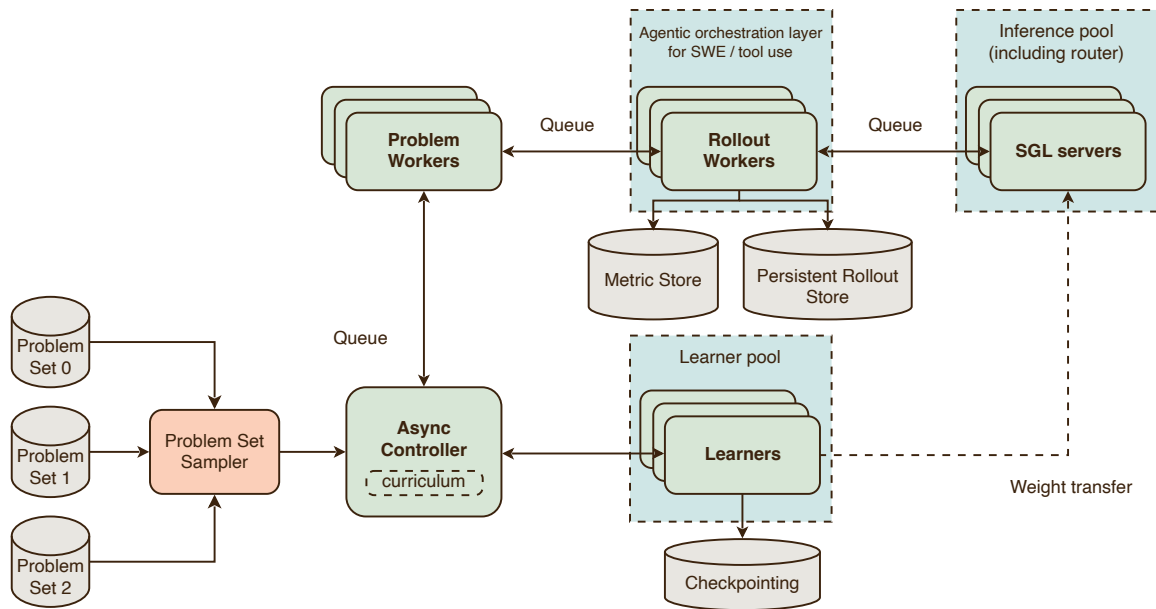 Agentic orchestration layer
for SWE / tool use
Inference pool
(including router)
Problem
Workers
Queue
Rollout
Workers
Queue
SGL servers
Metric Store
Persistent Rollout
Store
Queue
Problem
Set 0
Problem
Set 1
Problem
Set 2
Problem Set
Sampler
Async
Controller
curriculum
Learner pool
Learners
Weight transfer
Checkpointing